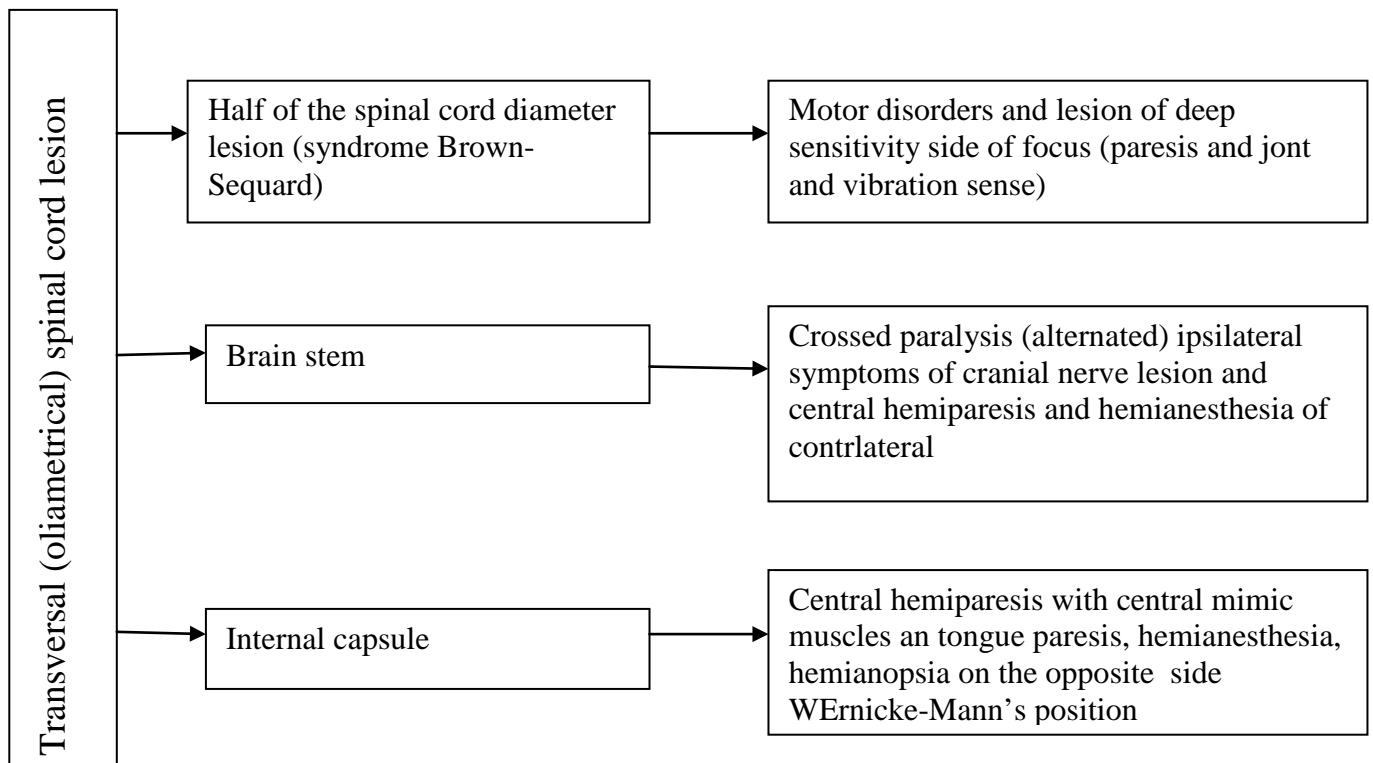 Transversal (oliametrical) spinal cord lesion
Half of the spinal cord diameter
lesion (syndrome Brown-
Sequard)
Motor disorders and lesion of deep
sensitivity side of focus (paresis and jont
and vibration sense)
Brain stem
Crossed paralysis (alternated) ipsilateral
symptoms of cranial nerve lesion and
central hemiparesis and hemianesthesia of
contrlateral
Internal capsule
Central hemiparesis with central mimic
muscles an tongue paresis, hemianesthesia,
hemianopsia on the opposite side
WErnicke-Mann’s position